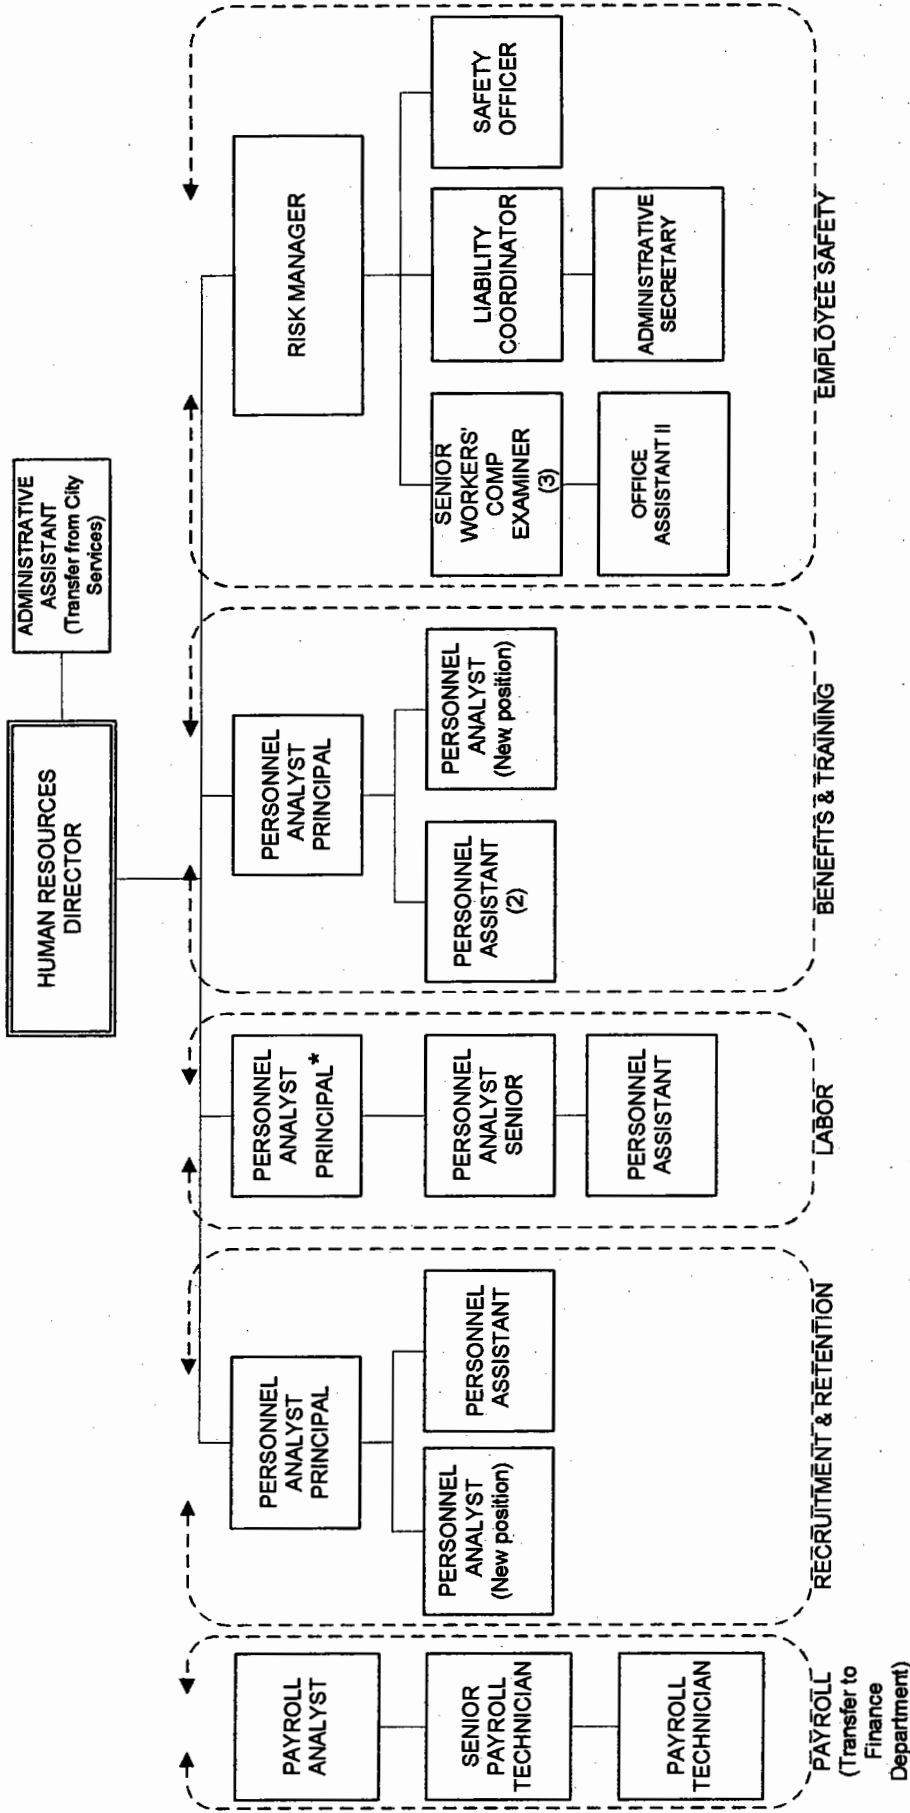 HUMAN RESOURCES
DIRECTOR
ADMINISTRATIVE
ASSISTANT
(Transfer from City
Services)
PAYROLL
ANALYST
SENIOR
PAYROLL
TECHNICIAN
PAYROLL
TECHNICIAN
PAYROLL
(Transfer to
Finance
Department)
PERSONNEL
ANALYST
PRINCIPAL
PERSONNEL
ANALYST
(New position)
PERSONNEL
ASSISTANT
RECRUITMENT & RETENTION
PERSONNEL
ANALYST
PRINCIPAL*
PERSONNEL
ANALYST
SENIOR
PERSONNEL
ASSISTANT
LABOR
PERSONNEL
ANALYST
PRINCIPAL
PERSONNEL
ASSISTANT
(2)
PERSONNEL
ANALYST
(New position)
BENEFITS & TRAINING
RISK MANAGER
SENIOR
WORKERS'
COMP
EXAMINER
(3)
LIABILITY
COORDINATOR
SAFETY
OFFICER
OFFICE
ASSISTANT II
ADMINISTRATIVE
SECRETARY
EMPLOYEE SAFETY